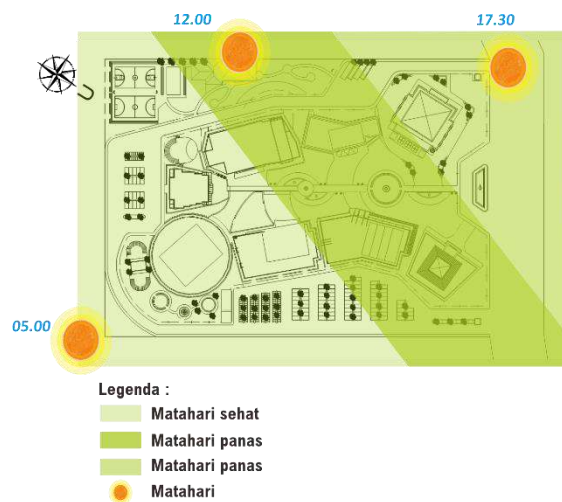 12.00
17.30
U
05.00
Legenda :
Matahari sehat
Matahari panas
Matahari panas
Matahari